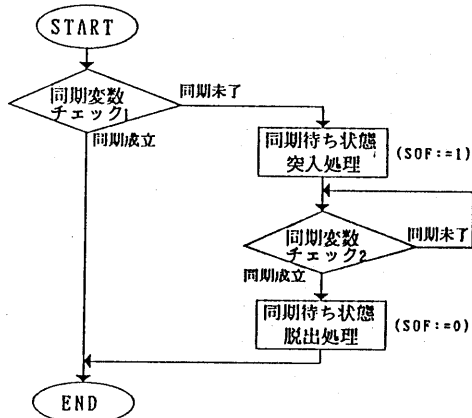 START
同期変数
チェック1
同期未了
同期成立
同期待ち状態
突入処理
(SOF:=1)
同期変数
チェック2
同期未了
同期成立
同期待ち状態
脱出処理
(SOF:=0)
END